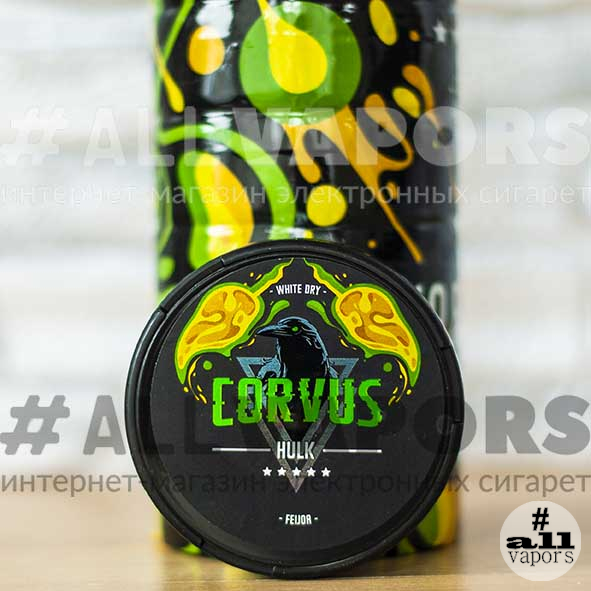 #ALLVAPORS
интернет-магазин электронных сигарет
- WHITE DRY -
CORVUS
HULK
- FEIJOA -
#ALLVAPORS
интернет-магазин электронных сигарет
#
all
vapors